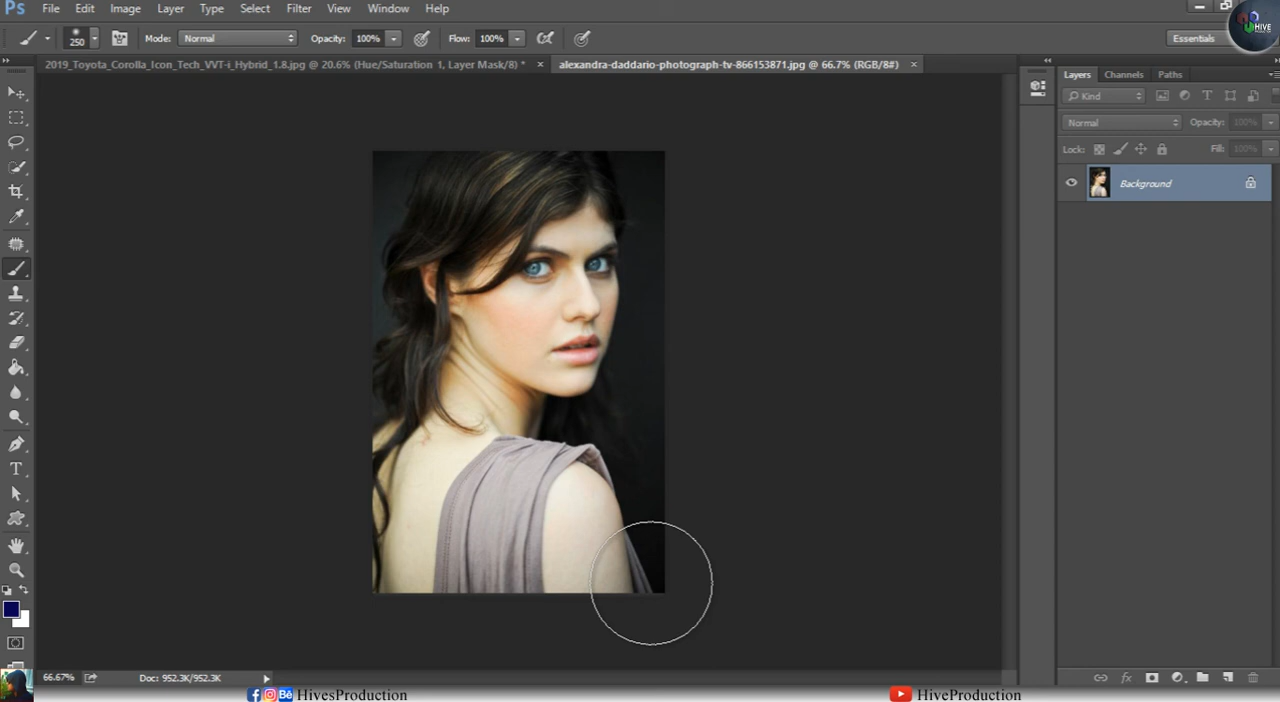 Ps File Edit Image Layer Type Select Filter View Window Help
250 Mode: Normal Opacity: 100% Flow: 100% Essentials HIVE
2019_Toyota_Corolla_Icon_Tech_VVT-i_Hybrid_1.8.jpg @ 20.6% (Hue/Saturation 1, Layer Mask/8) * × alexandra-daddario-photograph-tv-866153871.jpg @ 66.7% (RGB/8#) ×
Layers Channels Paths
Kind
Normal Opacity: 100%
Lock: Fill: 100%
Background
66.67% Doc: 952.3K/952.3K
HivesProduction HiveProduction